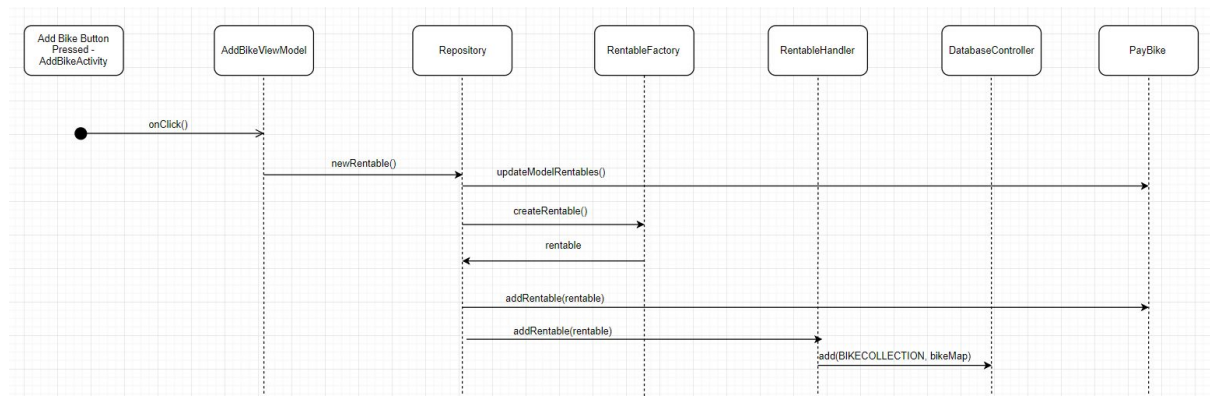 Add Bike Button
Pressed -
AddBikeActivity
AddBikeViewModel
Repository
RentableFactory
RentableHandler
DatabaseController
PayBike
onClick()
newRentable()
updateModelRentables()
createRentable()
rentable
addRentable(rentable)
addRentable(rentable)
add(BIKECOLLECTION, bikeMap)